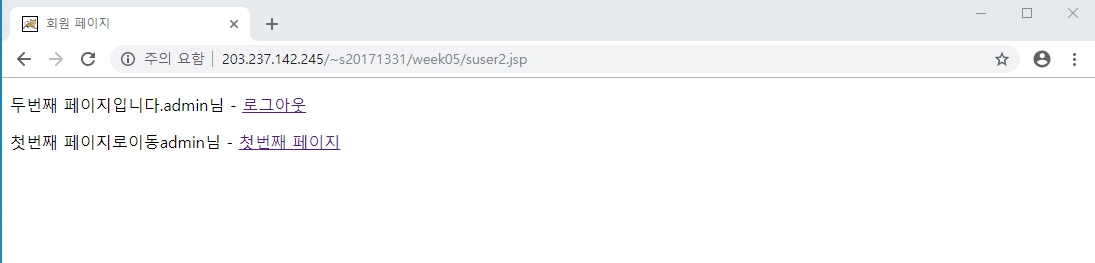 회원 페이지
주의 요함 | 203.237.142.245/~s20171331/week05/suser2.jsp
두번째 페이지입니다.admin님 - 로그아웃
첫번째 페이지로이동admin님 - 첫번째 페이지